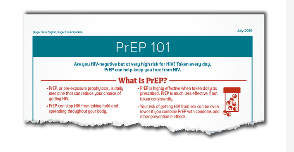 July 2015
PrEP 101
Are you HIV-negative but at very high risk for HIV? Taken every day,
PrEP can help keep you free from HIV.
What Is PrEP?
• PrEP, or pre-exposure prophylaxis, is daily
medicine that can reduce your chance of
getting HIV.
• PrEP can stop HIV from taking hold and
spreading throughout your body.
• PrEP is highly effective when taken daily as
prescribed. PrEP is much less effective if not
taken consistently.
• Your risk of getting HIV from sex can be even
lower if you combine PrEP with condoms and
other prevention methods.